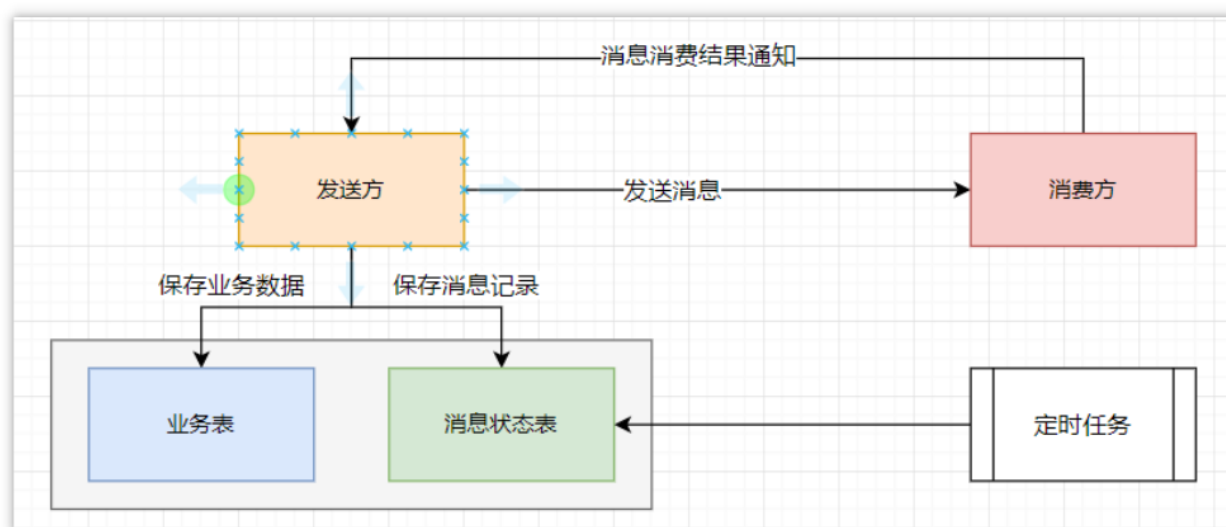 消息消费结果通知
发送方
发送消息
消费方
保存业务数据
保存消息记录
业务表
消息状态表
定时任务